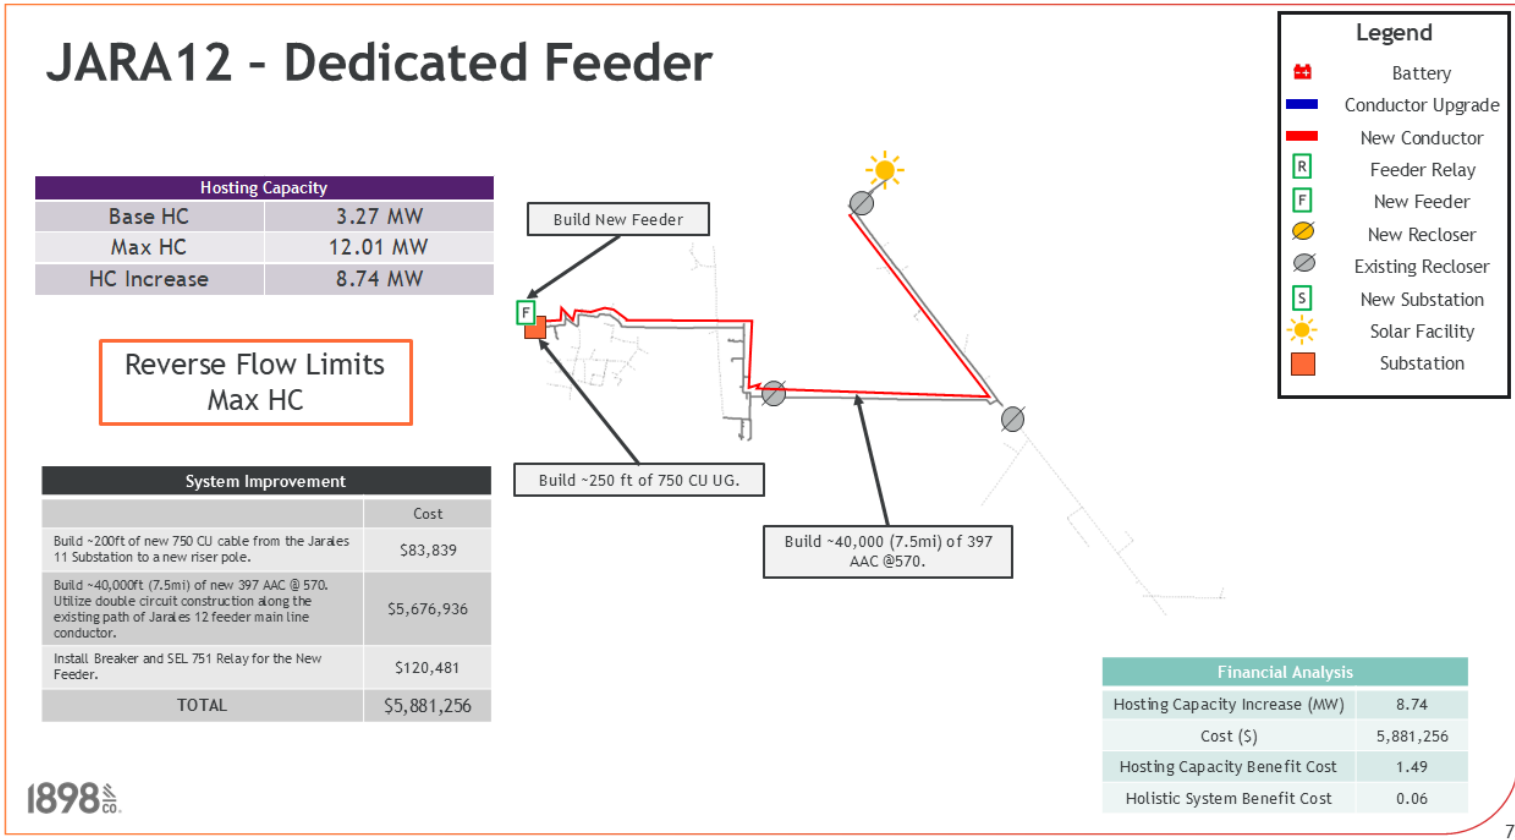 JARA12 – Dedicated Feeder
Hosting Capacity
Base HC 3.27 MW
Max HC 12.01 MW
HC Increase 8.74 MW
Reverse Flow Limits
Max HC
System Improvement
Cost
Build ~200ft of new 750 CU cable from the Jarales
11 Substation to a new riser pole.
$83,839
Build ~40,000ft (7.5mi) of new 397 AAC @ 570.
Utilize double circuit construction along the
existing path of Jarales 12 feeder main line
conductor.
$5,676,936
Install Breaker and SEL 751 Relay for the New
Feeder.
$120,481
TOTAL $5,881,256
Build New Feeder
F
Build ~250 ft of 750 CU UG.
Build ~40,000 (7.5mi) of 397
AAC @570.
Legend
Battery
Conductor Upgrade
New Conductor
R Feeder Relay
F New Feeder
New Recloser
Existing Recloser
S New Substation
Solar Facility
Substation
Financial Analysis
Hosting Capacity Increase (MW) 8.74
Cost ($) 5,881,256
Hosting Capacity Benefit Cost 1.49
Holistic System Benefit Cost 0.06
1898 & CO.
7